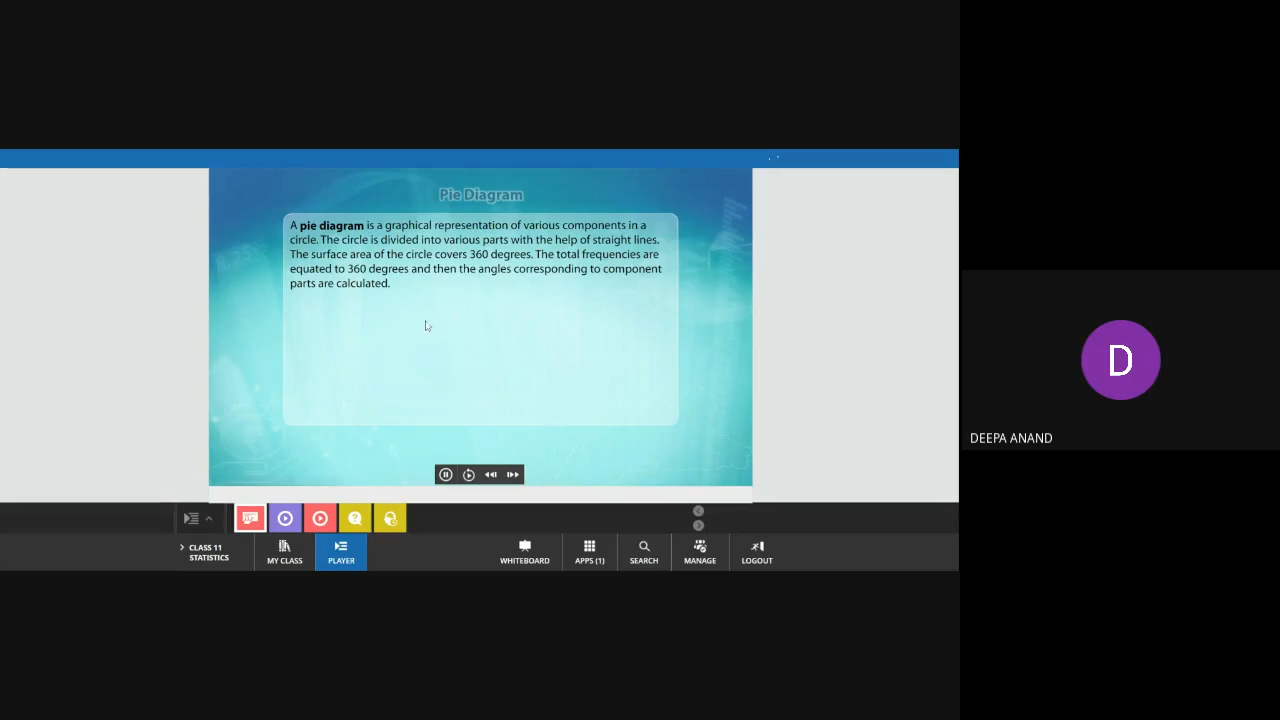 Pie Diagram
A pie diagram is a graphical representation of various components in a
circle. The circle is divided into various parts with the help of straight lines.
The surface area of the circle covers 360 degrees. The total frequencies are
equated to 360 degrees and then the angles corresponding to component
parts are calculated.
D
DEEPA ANAND
CLASS 11
STATISTICS
MY CLASS
PLAYER
WHITEBOARD
APPS (1)
SEARCH
MANAGE
LOGOUT